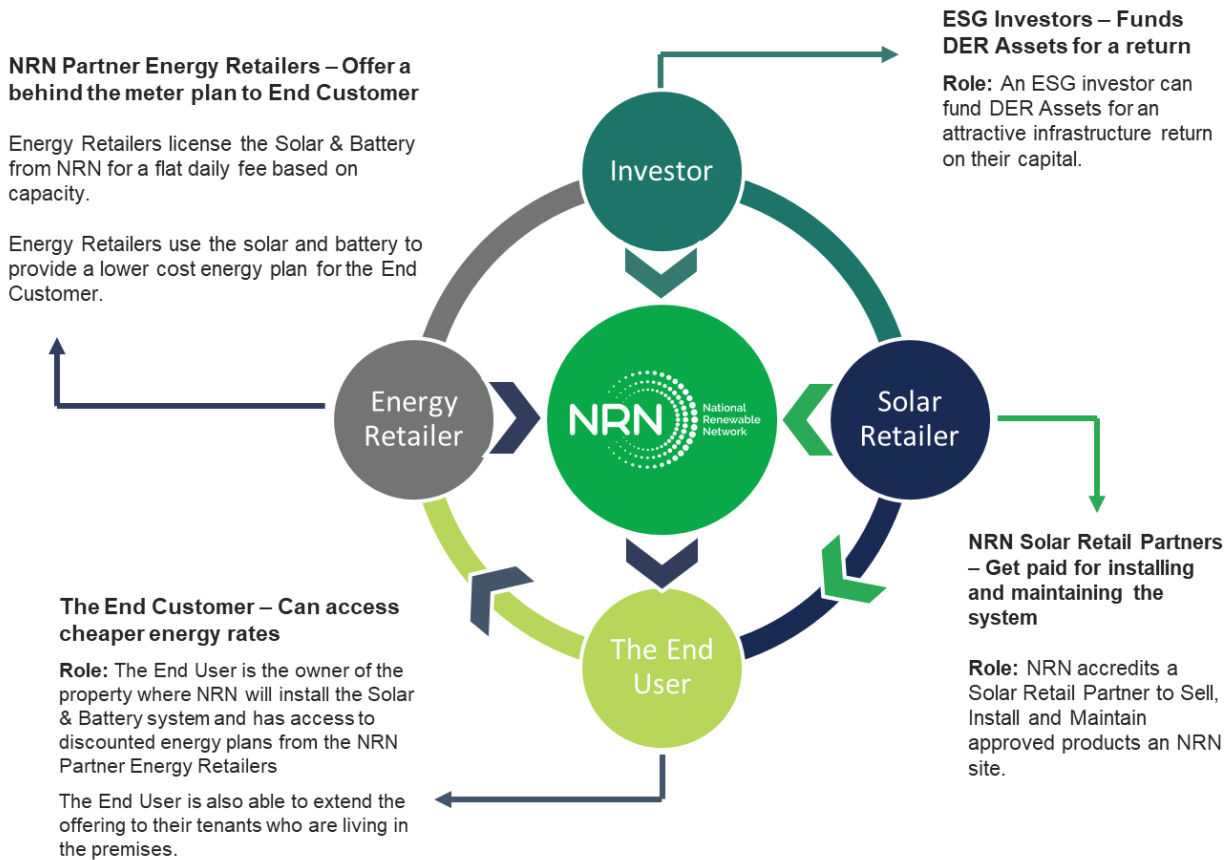 ESG Investors – Funds
DER Assets for a return
Role: An ESG investor can
fund DER Assets for an
attractive infrastructure return
on their capital.
NRN Partner Energy Retailers – Offer a
behind the meter plan to End Customer
Energy Retailers license the Solar & Battery
from NRN for a flat daily fee based on
capacity.
Energy Retailers use the solar and battery to
provide a lower cost energy plan for the End
Customer.
Investor
Energy
Retailer
NRN
National
Renewable
Network
Solar
Retailer
The End
User
NRN Solar Retail Partners
– Get paid for installing
and maintaining the
system
Role: NRN accredits a
Solar Retail Partner to Sell,
Install and Maintain
approved products an NRN
site.
The End Customer – Can access
cheaper energy rates
Role: The End User is the owner of the
property where NRN will install the Solar
& Battery system and has access to
discounted energy plans from the NRN
Partner Energy Retailers
The End User is also able to extend the
offering to their tenants who are living in
the premises.